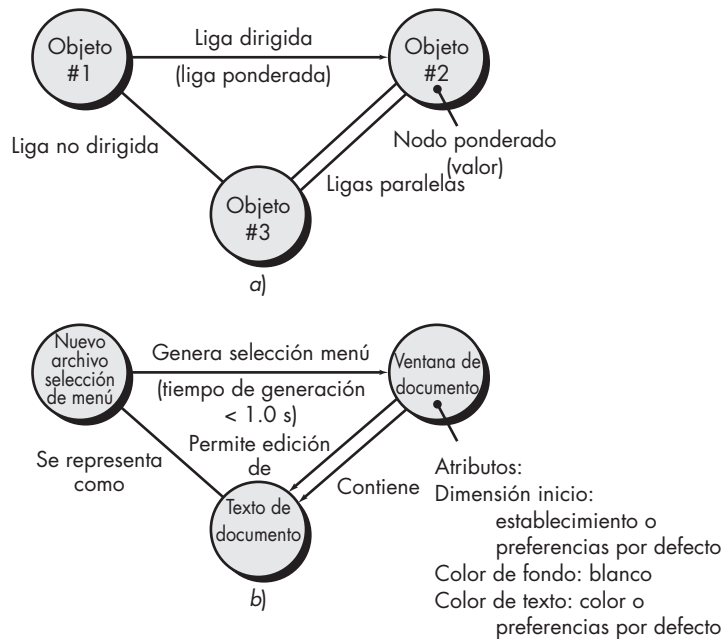 Objeto
#1
Liga dirigida
(liga ponderada)
Objeto
#2
Liga no dirigida
Nodo ponderado
(valor)
Ligas paralelas
Objeto
#3
a)
Nuevo
archivo
selección
de menú
Genera selección menú
(tiempo de generación
< 1.0 s)
Ventana de
documento
Se representa
como
Permite edición
de
Contiene
Texto de
documento
Atributos:
Dimensión inicio:
establecimiento o
preferencias por defecto
Color de fondo: blanco
Color de texto: color o
preferencias por defecto
b)